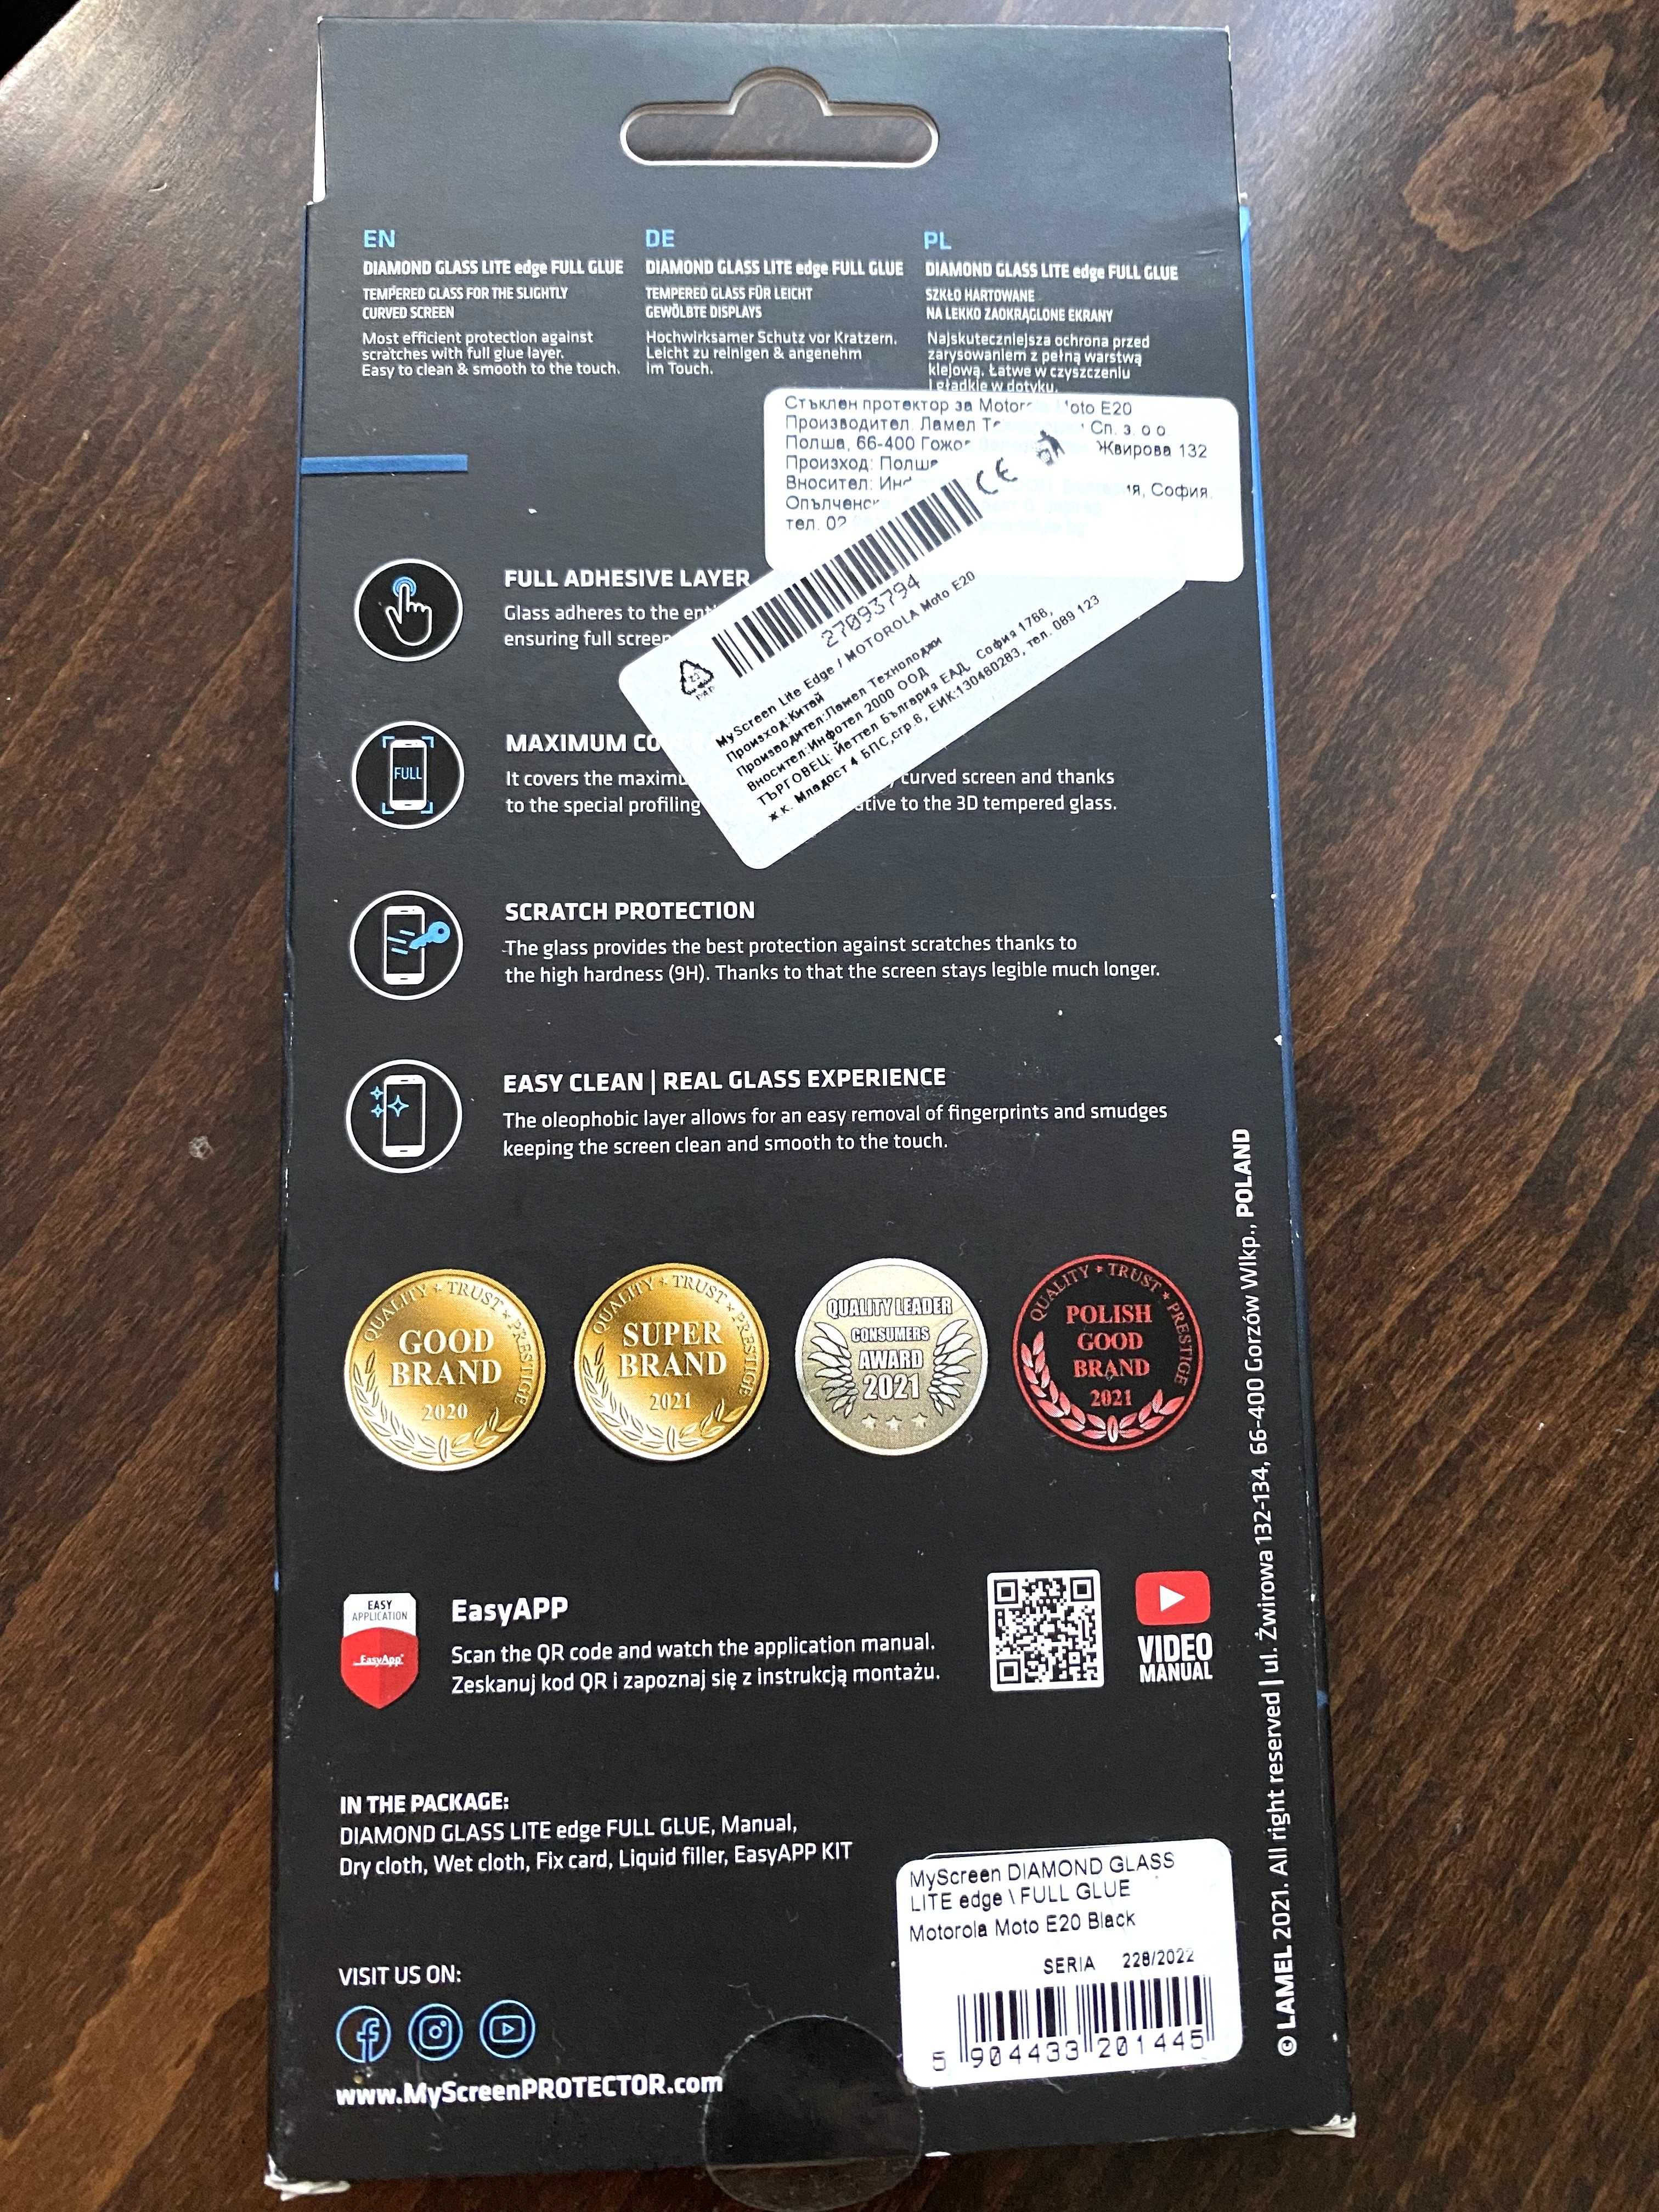 EN
DIAMOND GLASS LITE edge FULL GLUE
TEMPERED GLASS FOR THE SLIGHTLY
CURVED SCREEN
Most efficient protection against
scratches with full glue layer.
Easy to clean & smooth to the touch.
DE
DIAMOND GLASS LITE edge FULL GLUE
TEMPERED GLASS FÜR LEICHT
GEWÖLBTE DISPLAYS
Hochwirksamer Schutz vor Kratzern.
Leicht zu reinigen & angenehm
im Touch.
PL
DIAMOND GLASS LITE edge FULL GLUE
SZKŁO HARTOWANE
NA LEKKO ZAOKRĄGLONE EKRANY
Najskuteczniejsza ochrona przed
zarysowaniem z pełną warstwą
klejową. Łatwe w czyszczeniu
i gładkie w dotyku.
Стъклен протектор за Moto E20
Производител. Ламел Сп. з. о о
Полша, 66-400 Жвирова 132
Произход: Полша
Вносител: София.
тел. 02
CE
27093794
MyScreen Lite Edge / MOTOROLA Moto E20
Произход:Китай
Производител:Ламел Технолоджи
Вносител:Инфотел 2000 ООД
ТЪРГОВЕЦ: Йеттел България ЕАД, София 1766,
ж.к. Младост 4 БПС,сгр.6, ЕИК:130460283, тел. 089 123
FULL ADHESIVE LAYER
Glass adheres to the
ensuring full screen
FULL
MAXIMUM
It covers the curved screen and thanks
to the special profiling to the 3D tempered glass.
SCRATCH PROTECTION
The glass provides the best protection against scratches thanks to
the high hardness (9H). Thanks to that the screen stays legible much longer.
EASY CLEAN | REAL GLASS EXPERIENCE
The oleophobic layer allows for an easy removal of fingerprints and smudges
keeping the screen clean and smooth to the touch.
QUALITY * TRUST * PRESTIGE
GOOD
BRAND
2020
QUALITY * TRUST * PRESTIGE
SUPER
BRAND
2021
QUALITY LEADER
CONSUMERS
AWARD
2021
QUALITY * TRUST * PRESTIGE
POLISH
GOOD
BRAND
2021
EASY
APPLICATION
EasyApp
EasyAPP
Scan the QR code and watch the application manual.
Zeskanuj kod QR i zapoznaj się z instrukcją montażu.
VIDEO
MANUAL
IN THE PACKAGE:
DIAMOND GLASS LITE edge FULL GLUE, Manual,
Dry cloth, Wet cloth, Fix card, Liquid filler, EasyAPP KIT
MyScreen DIAMOND GLASS
LITE edge \ FULL GLUE
Motorola Moto E20 Black
SERIA 228/2022
5 904433 201445
VISIT US ON:
www.MyScreenPROTECTOR.com
© LAMEL 2021. All right reserved | ul. Żwirowa 132-134, 66-400 Gorzów Wlkp., POLAND